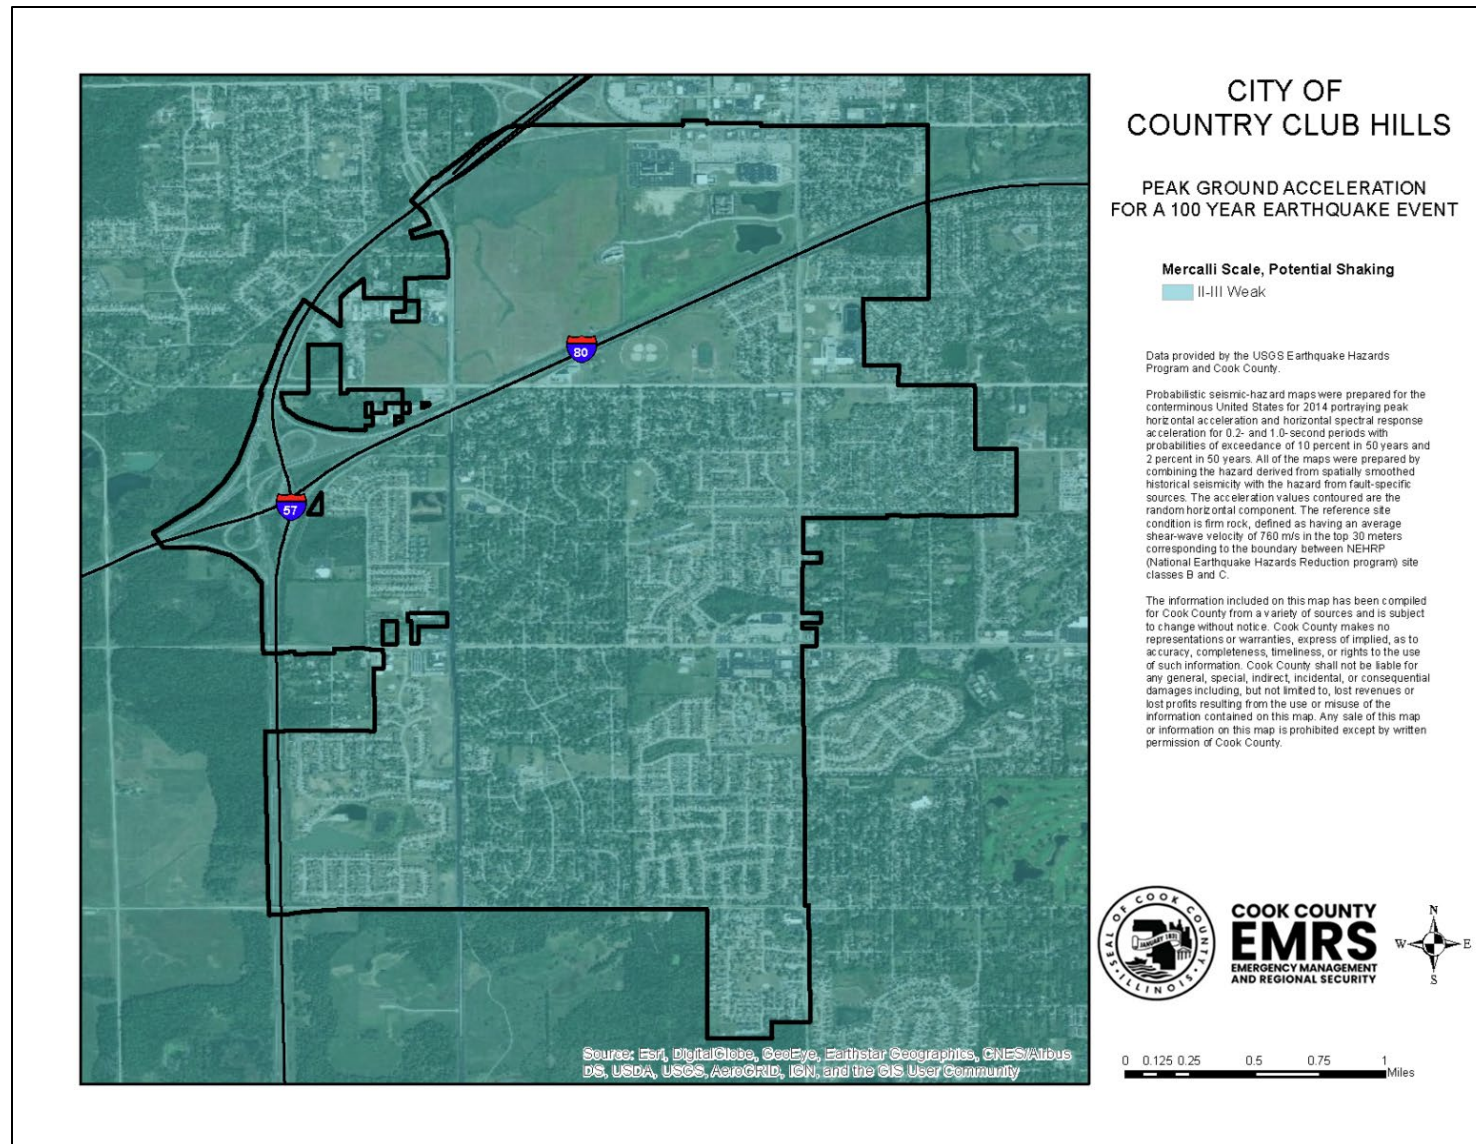 CITY OF
COUNTRY CLUB HILLS
PEAK GROUND ACCELERATION
FOR A 100 YEAR EARTHQUAKE EVENT
Mercalli Scale, Potential Shaking
II-III Weak
Data provided by the USGS Earthquake Hazards
Program and Cook County.
Probabilistic seismic-hazard maps were prepared for the
conterminous United States for 2014 portraying peak
horizontal acceleration and horizontal spectral response
acceleration for 0.2- and 1.0-second periods with
probabilities of exceedance of 10 percent in 50 years and
2 percent in 50 years. All of the maps were prepared by
combining the hazard derived from spatially smoothed
historical seismicity with the hazard from fault-specific
sources. The acceleration values contoured are the
random horizontal component. The reference site
condition is firm rock, defined as having an average
shear-wave velocity of 760 m/s in the top 30 meters
corresponding to the boundary between NEHRP
(National Earthquake Hazards Reduction program) site
classes B and C.
The information included on this map has been compiled
for Cook County from a variety of sources and is subject
to change without notice. Cook County makes no
representations or warranties, express of implied, as to
accuracy, completeness, timeliness, or rights to the use
of such information. Cook County shall not be liable for
any general, special, indirect, incidental, or consequential
damages including, but not limited to, lost revenues or
lost profits resulting from the use or misuse of the
information contained on this map. Any sale of this map
or information on this map is prohibited except by written
permission of Cook County.
80
57
SEAL OF COOK COUNTY
JANUARY 1831
ILLINOIS
COOK COUNTY
EMRS
EMERGENCY MANAGEMENT
AND REGIONAL SECURITY
N
W E
S
Source: Esri, DigitalGlobe, GeoEye, Earthstar Geographics, CNES/Airbus
DS, USDA, USGS, AeroGRID, IGN, and the GIS User Community
0 0.125 0.25 0.5 0.75 1
Miles